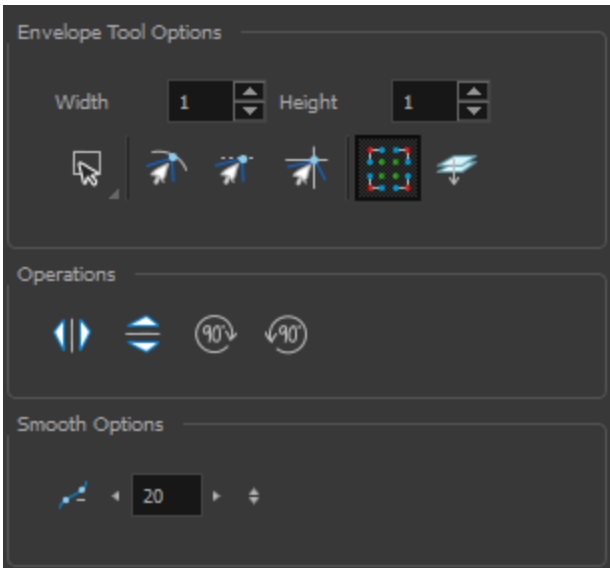 Envelope Tool Options
Width 1 Height 1
Operations
90° 90°
Smooth Options
20